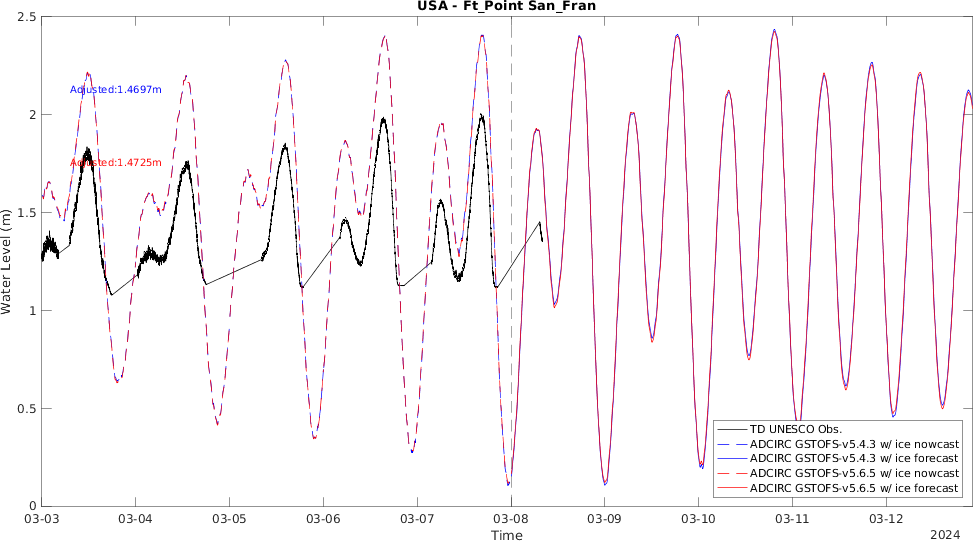 USA - Ft_Point San_Fran
2.5
2
1.5
1
0.5
0
Water Level (m)
Adjusted:1.4697m
Adjusted:1.4725m
TD UNESCO Obs.
ADCIRC GSTOFS-v5.4.3 w/ ice nowcast
ADCIRC GSTOFS-v5.4.3 w/ ice forecast
ADCIRC GSTOFS-v5.6.5 w/ ice nowcast
ADCIRC GSTOFS-v5.6.5 w/ ice forecast
03-03 03-04 03-05 03-06 03-07 03-08 03-09 03-10 03-11 03-12
Time
2024